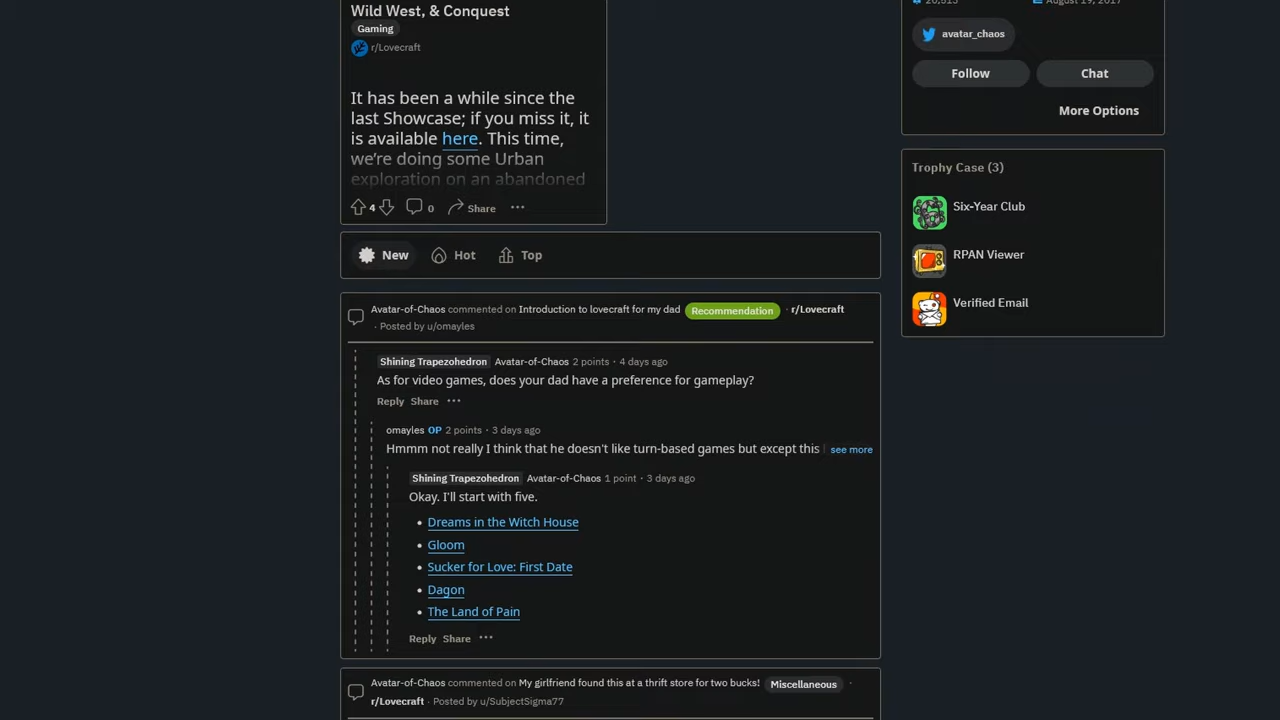 Wild West, & Conquest
Gaming
r/Lovecraft
It has been a while since the
last Showcase; if you miss it, it
is available here. This time,
we're doing some Urban
exploration on an abandoned
4 0 Share
New Hot Top
Avatar-of-Chaos commented on Introduction to lovecraft for my dad Recommendation · r/Lovecraft
· Posted by u/omayles
Shining Trapezohedron Avatar-of-Chaos 2 points · 4 days ago
As for video games, does your dad have a preference for gameplay?
Reply Share
omayles OP 2 points · 3 days ago
Hmmm not really I think that he doesn't like turn-based games but except this see more
Shining Trapezohedron Avatar-of-Chaos 1 point · 3 days ago
Okay. I'll start with five.
• Dreams in the Witch House
• Gloom
• Sucker for Love: First Date
• Dagon
• The Land of Pain
Reply Share
Avatar-of-Chaos commented on My girlfriend found this at a thrift store for two bucks! Miscellaneous ·
r/Lovecraft · Posted by u/SubjectSigma77
20,513 August 19, 2017
avatar_chaos
Follow Chat
More Options
Trophy Case (3)
Six-Year Club
RPAN Viewer
Verified Email